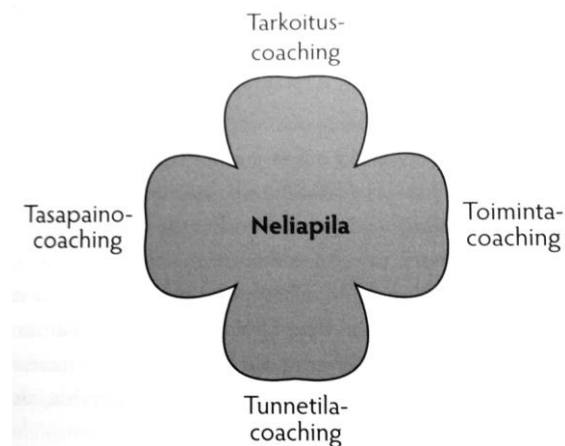 Tarkoitus-
coaching
Tasapaino-
coaching
Neliapila
Toiminta-
coaching
Tunnetila-
coaching